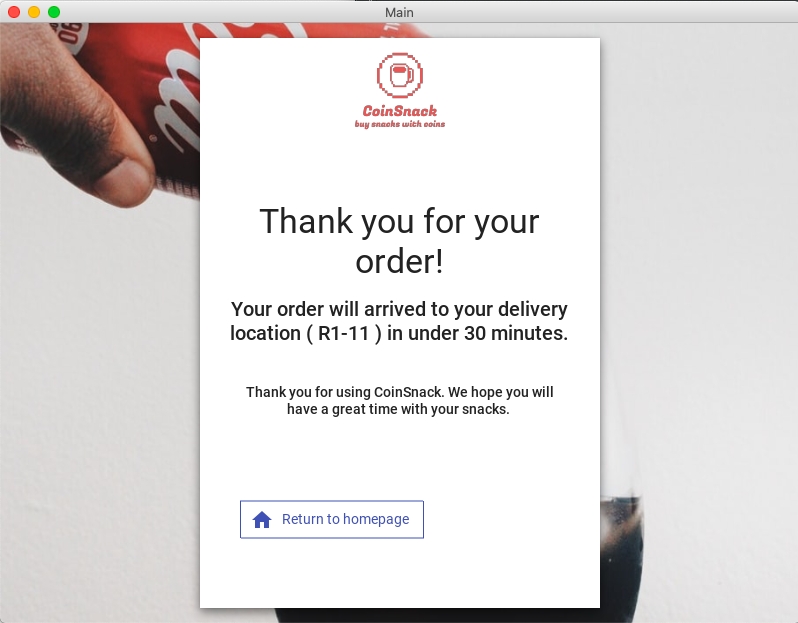 Main
CoinSnack
buy snacks with coins
Thank you for your
order!
Your order will arrived to your delivery
location ( R1-11 ) in under 30 minutes.
Thank you for using CoinSnack. We hope you will
have a great time with your snacks.
Return to homepage